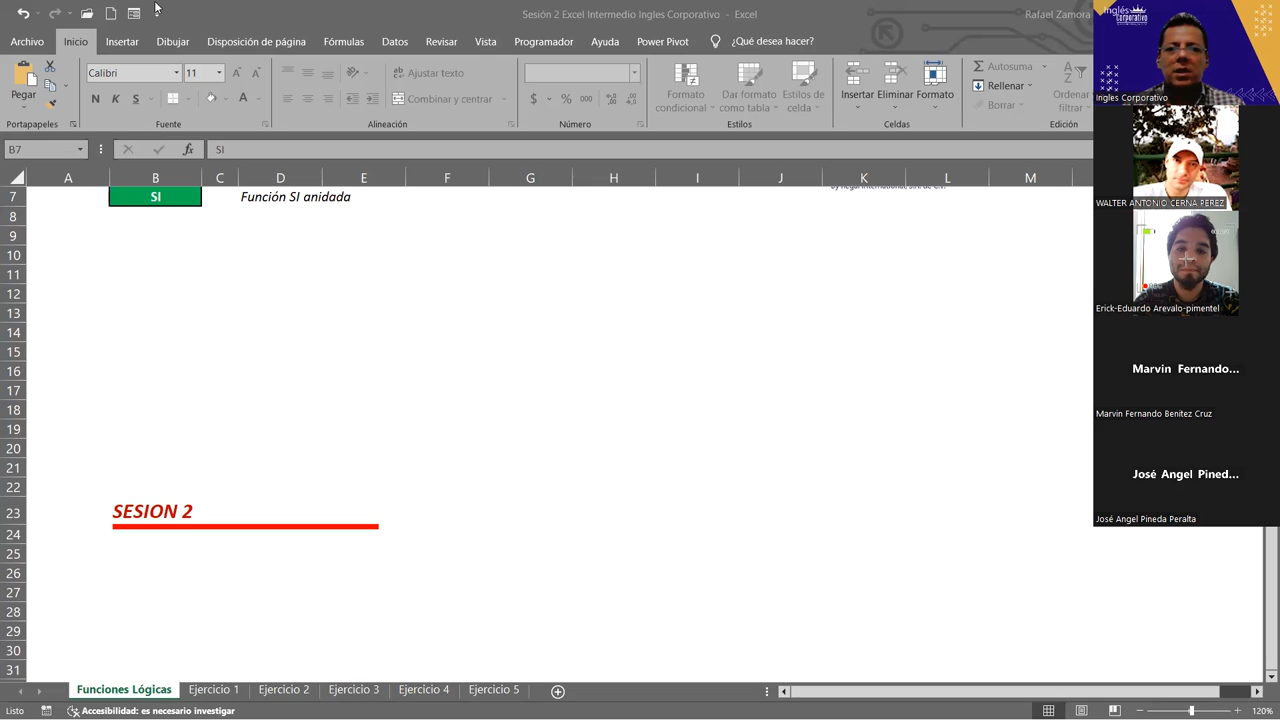 Sesión 2 Excel Intermedio Ingles Corporativo - Excel
Rafael Zamora
Archivo Inicio Insertar Dibujar Disposición de página Fórmulas Datos Revisar Vista Programador Ayuda Power Pivot ¿Qué desea hacer?
Pegar
Calibri 11
N K S
Ajustar texto
Combinar y centrar
$ % 000
Formato condicional
Dar formato como tabla
Estilos de celda
Insertar Eliminar Formato
Autosuma
Rellenar
Borrar
Ordenar
filtrar
Portapapeles Fuente Alineación Número Estilos Celdas Edición
B7 fx SI
A B C D E F G H I J K L M
7 SI Función SI anidada
8
9
10
11
12
13
14
15
16
17
18
19
20
21
22
23 SESION 2
24
25
26
27
28
29
30
31
Funciones Lógicas Ejercicio 1 Ejercicio 2 Ejercicio 3 Ejercicio 4 Ejercicio 5
Listo Accesibilidad: es necesario investigar 120%
Inglés
Corporativo
Ingles Corporativo
WALTER ANTONIO CERNA PEREZ
Erick-Eduardo Arevalo-pimentel
Marvin Fernando...
Marvin Fernando Benitez Cruz
José Angel Pined...
José Angel Pineda Peralta